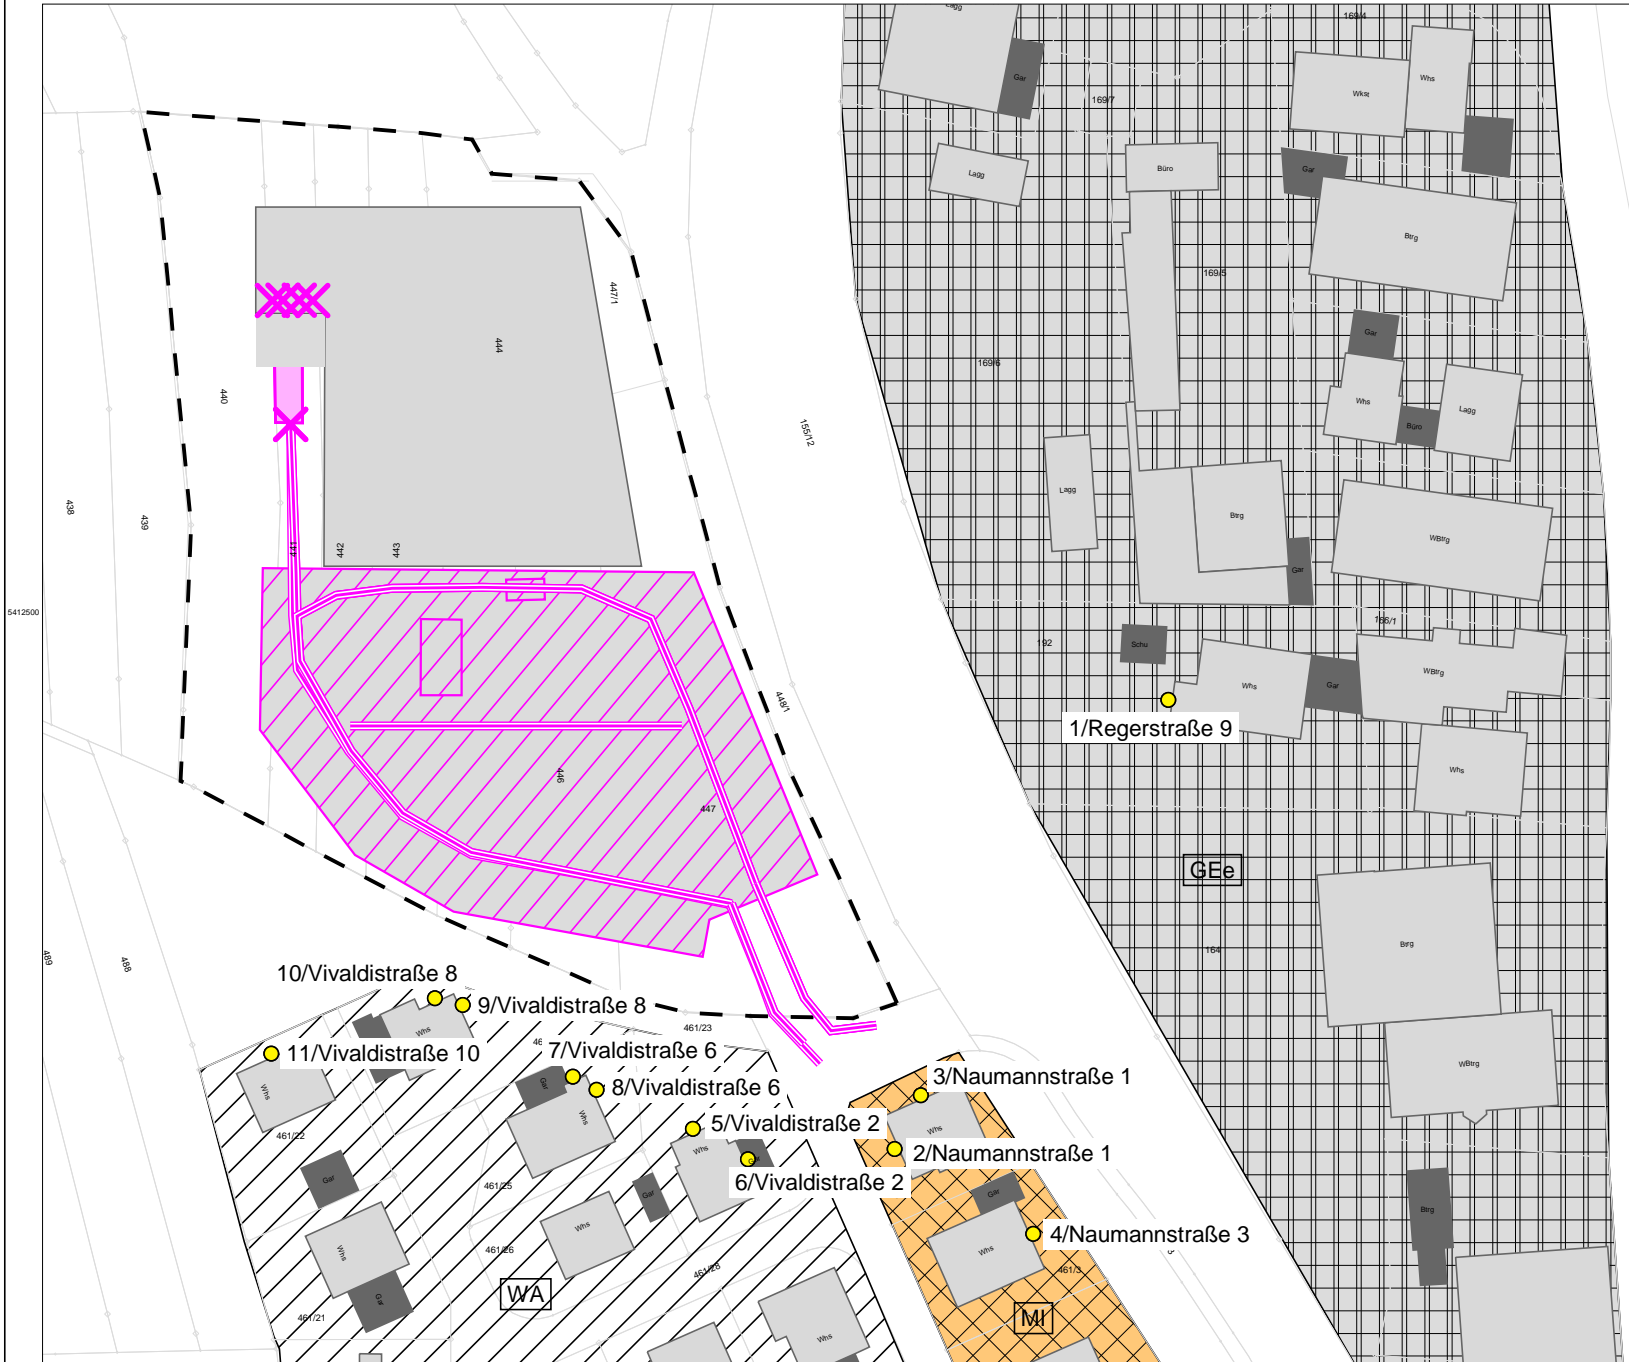 Lagg
169/4
Gar
Whs
Wkst
169/7
Büro
Gar
Lagg
Btrg
169/5
447/1
444
Gar
169/6
440
Whs
Lagg
Büro
155/12
Lagg
438
439
Btrg
WBtrg
441
442
443
Gar
5412500
166/1
192
Schu
WBtrg
Whs
Gar
448/1
1/Regerstraße 9
Whs
446
447
GEe
Btrg
164
489
488
10/Vivaldistraße 8
9/Vivaldistraße 8
461/23
Whs
7/Vivaldistraße 6
11/Vivaldistraße 10
WBtrg
3/Naumannstraße 1
Gar
8/Vivaldistraße 6
Whs
Whs
5/Vivaldistraße 2
Whs
461/22
Whs
2/Naumannstraße 1
Gar
6/Vivaldistraße 2
Gar
461/25
Gar
Gar
Btrg
Whs
4/Naumannstraße 3
Whs
461/26
Whs
461/28
461/3
WA
Gar
461/21
MI
Whs